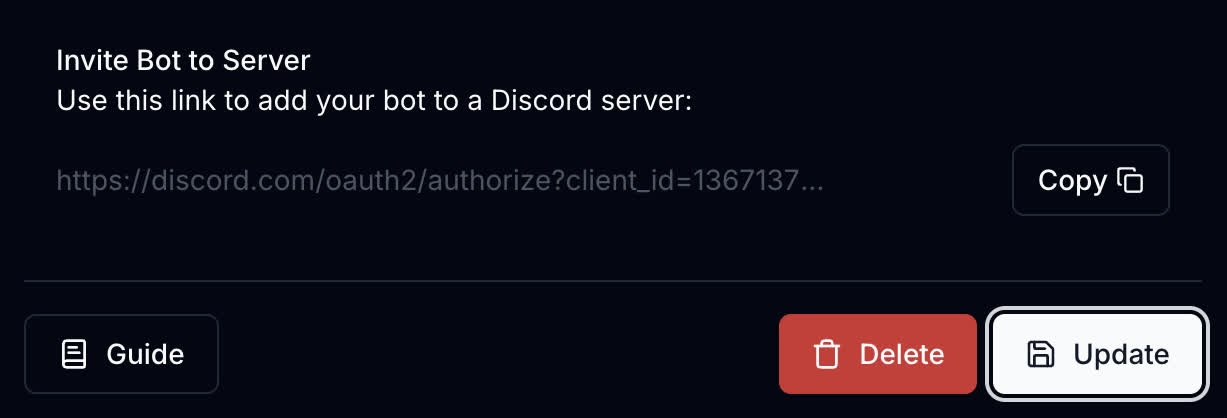 Invite Bot to Server
Use this link to add your bot to a Discord server:
https://discord.com/oauth2/authorize?client_id=1367137...
Copy
Guide
Delete
Update